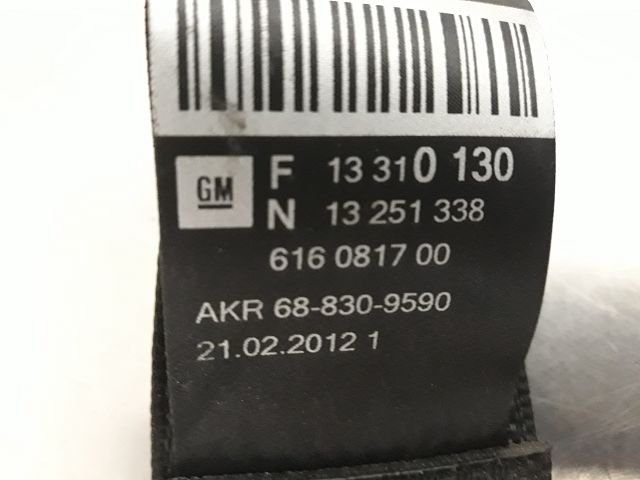 GM F 13 310 130
N 13 251 338
616 0817 00
AKR 68-830-9590
21.02.2012 1